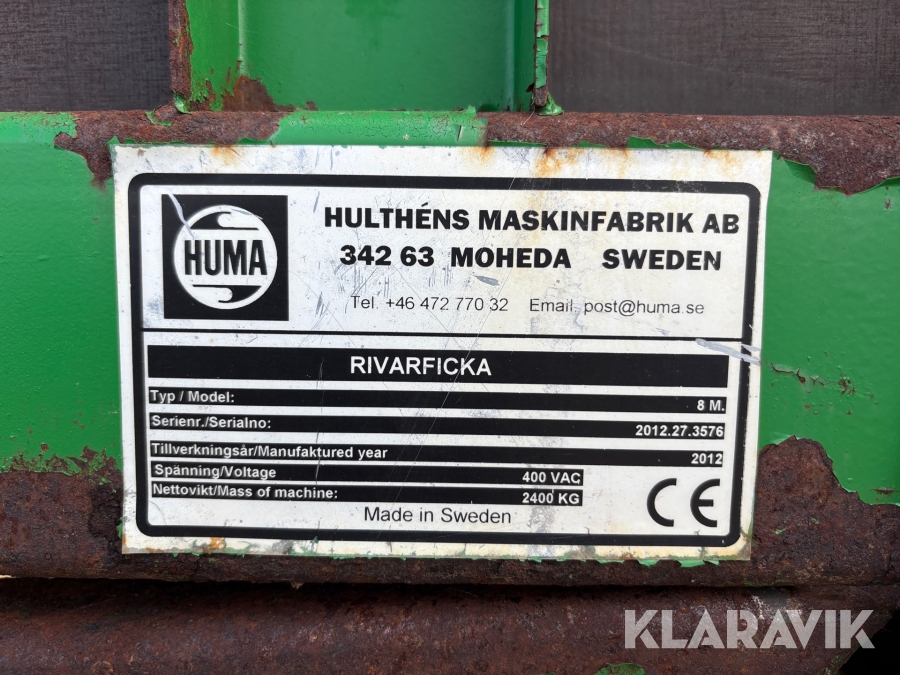 HUMA
HULTHÉNS MASKINFABRIK AB
342 63 MOHEDA SWEDEN
Tel. +46 472 770 32 Email. post@huma.se
RIVARFICKA
Typ / Model: 8 M.
Serienr./Serialno: 2012.27.3576
Tillverkningsår/Manufactured year 2012
Spänning/Voltage 400 VAC
Nettovikt/Mass of machine: 2400 KG
CE
Made in Sweden
KLARAVIK